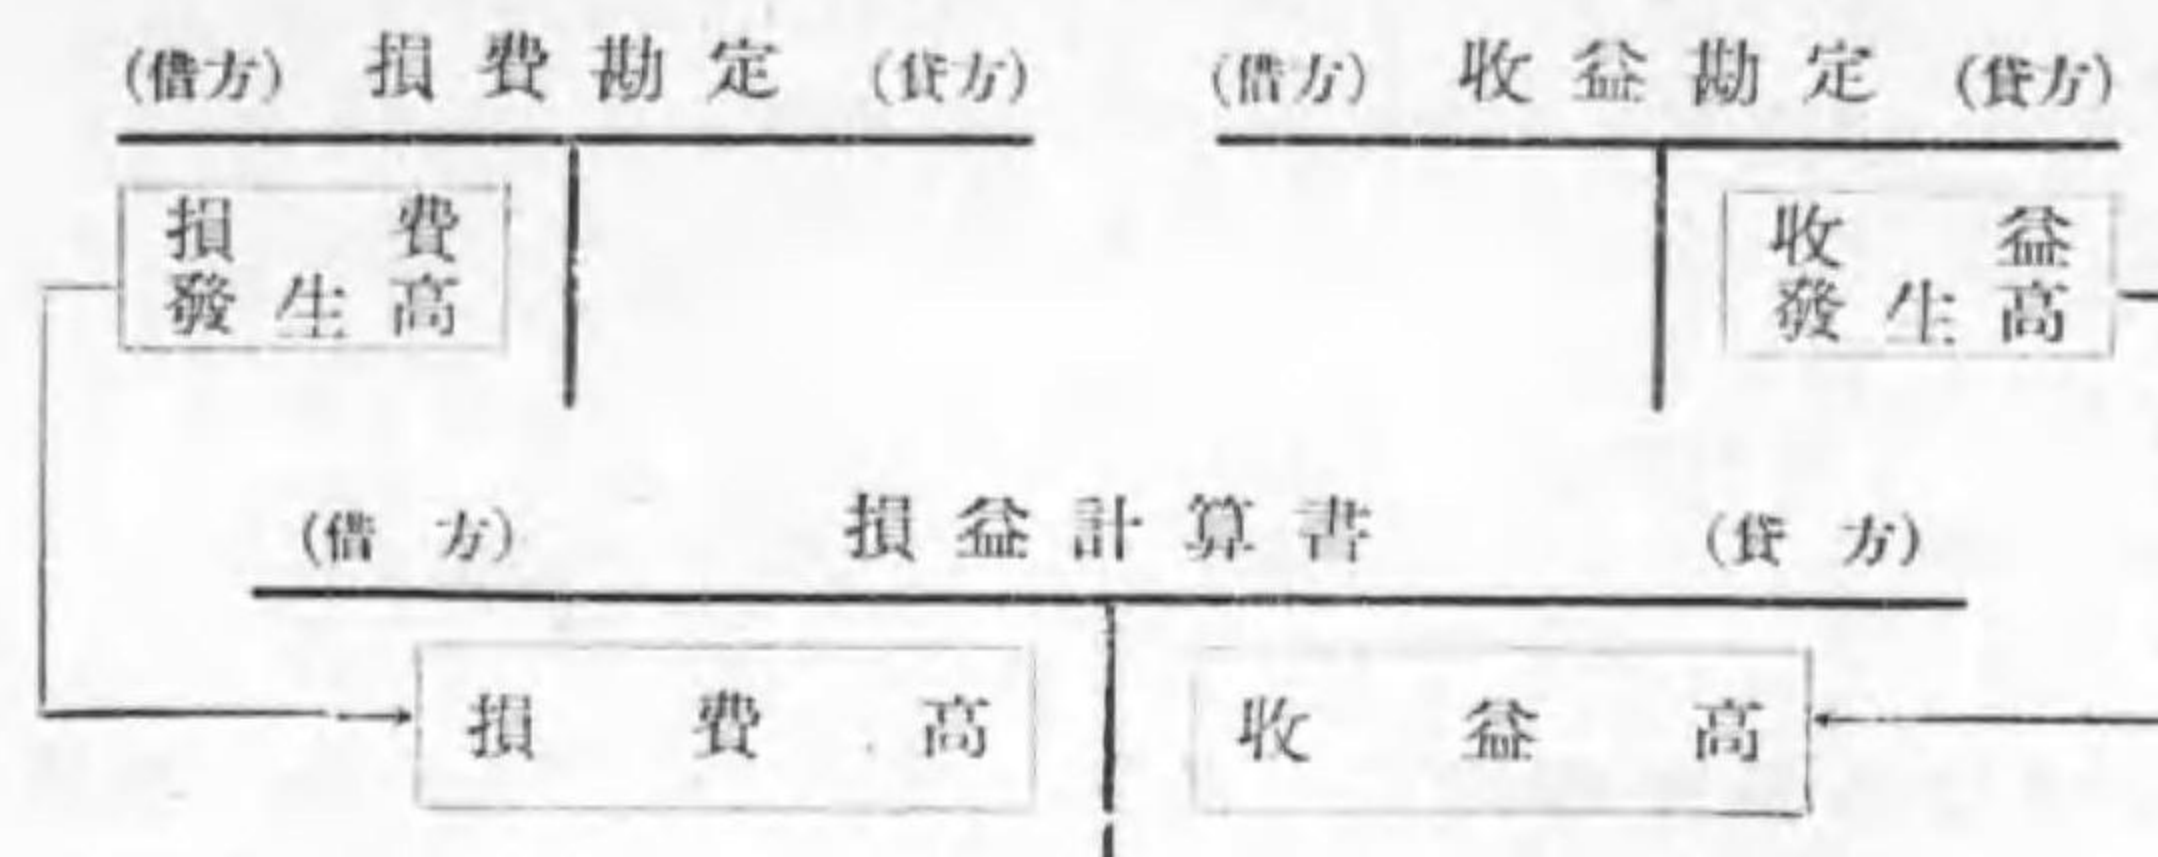 (借方) 損費勘定 (貸方)
(借方) 收益勘定 (貸方)
損費
發生高
收益
發生高
(借方) 損益計算書 (貸方)
損費高
收益高